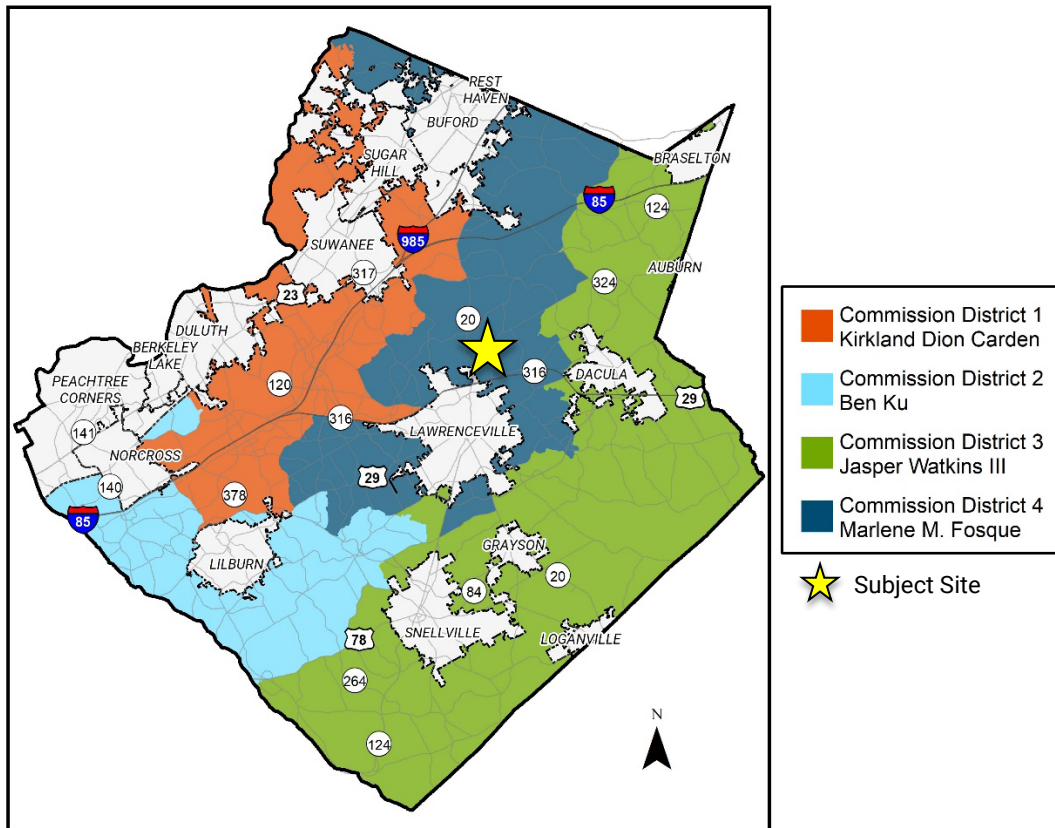 REST
HAVEN
BUFORD
BRASELTON
SUGAR
HILL
85
124
SUWANEE
985
317
AUBURN
324
23
20
DULUTH
BERKELEY
LAKE
PEACHTREE
CORNERS
120
316
DACULA
316
29
141
LAWRENCEVILLE
NORCROSS
29
140
378
85
LILBURN
GRAYSON
20
84
SNELLVILLE
LOGANVILLE
78
264
124
N
Commission District 1
Kirkland Dion Carden
Commission District 2
Ben Ku
Commission District 3
Jasper Watkins III
Commission District 4
Marlene M. Fosque
Subject Site